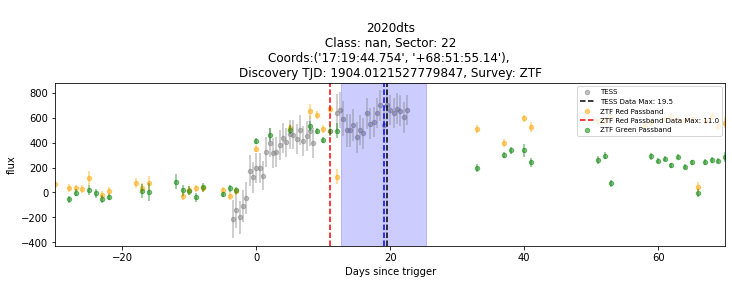 2020dts
Class: nan, Sector: 22
Coords:('17:19:44.754', '+68:51:55.14'),
Discovery TJD: 1904.0121527779847, Survey: ZTF
800
600
400
200
0
−200
−400
flux
TESS
TESS Data Max: 19.5
ZTF Red Passband
ZTF Red Passband Data Max: 11.0
ZTF Green Passband
−20
0
20
40
60
Days since trigger